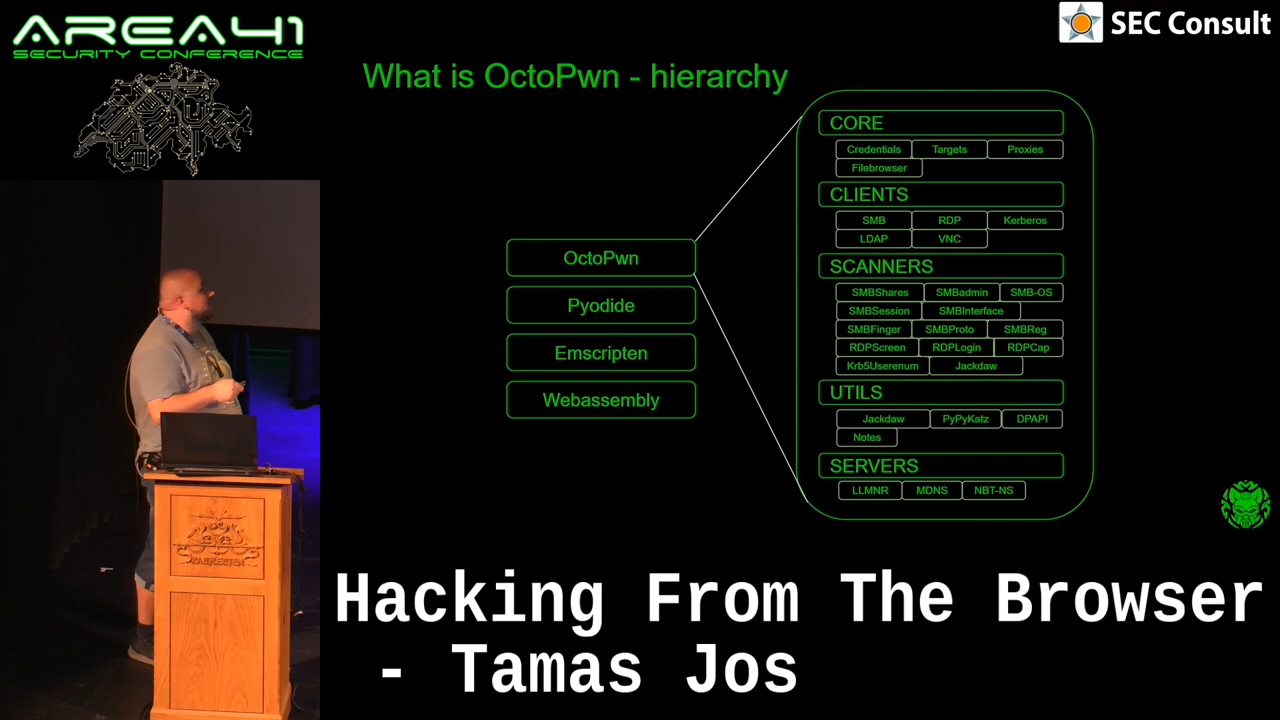 AREA41
SECURITY CONFERENCE
SEC Consult
What is OctoPwn - hierarchy
OctoPwn
Pyodide
Emscripten
Webassembly
CORE
Credentials Targets Proxies
Filebrowser
CLIENTS
SMB RDP Kerberos
LDAP VNC
SCANNERS
SMBShares SMBadmin SMB-OS
SMBSession SMBInterface
SMBFinger SMBProto SMBReg
RDPScreen RDPLogin RDPCap
Krb5Userenum Jackdaw
UTILS
Jackdaw PyPyKatz DPAPI
Notes
SERVERS
LLMNR MDNS NBT-NS
Hacking From The Browser
- Tamas Jos